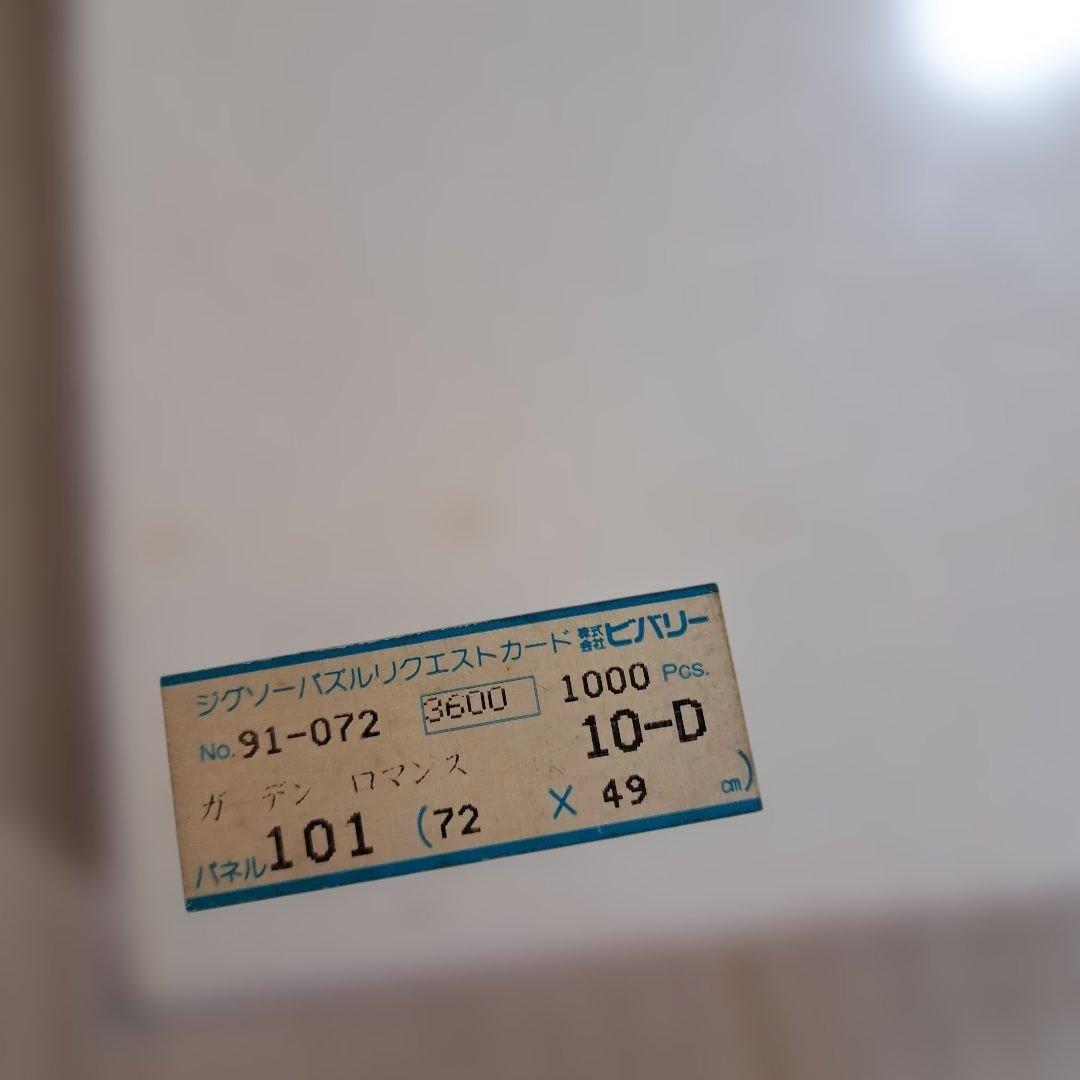 ジグソーパズルリクエストカード 株式会社ビバリー
No.91-072 3600 1000 Pcs.
ガーデン ロマンス 10-D
パネル101 (72 X 49 cm)